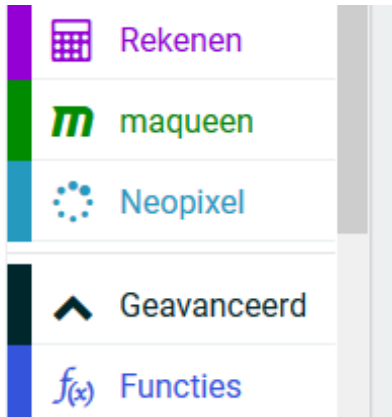 Rekenen
m maqueen
Neopixel
Geavanceerd
f(x) Functies